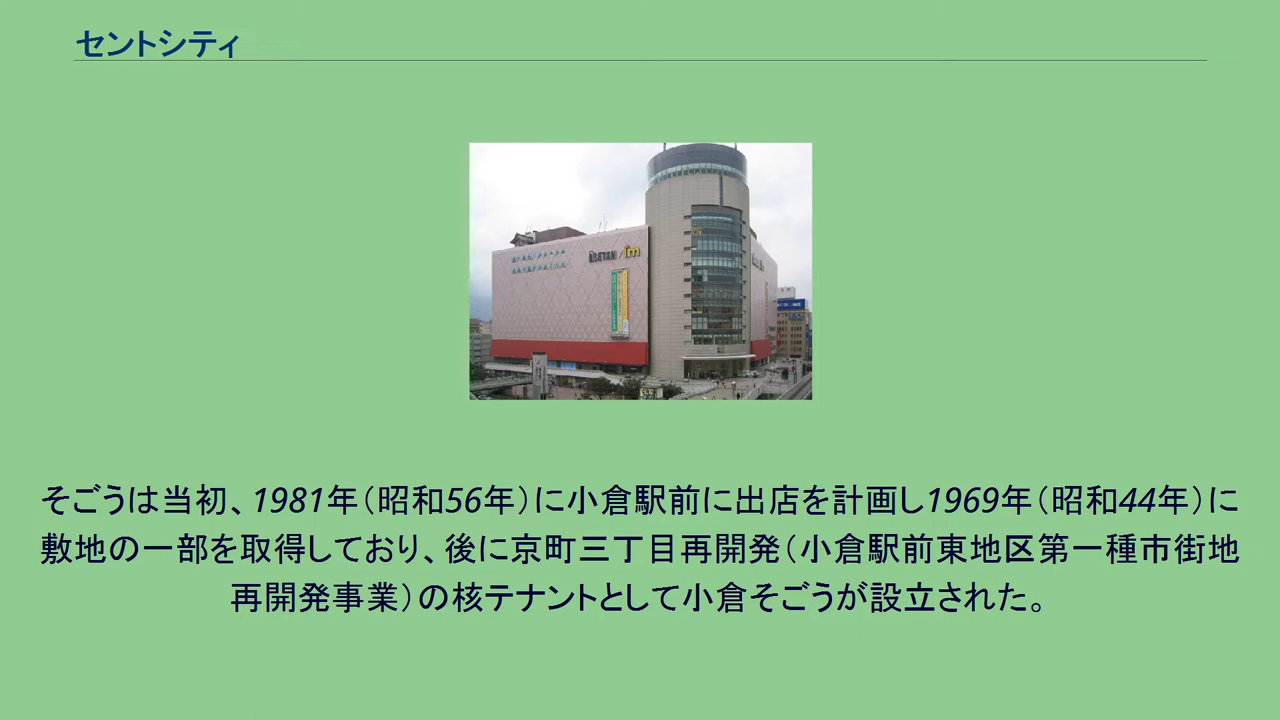 セントシティ
ISETAN
im
そごうは当初、1981年（昭和56年）に小倉駅前に出店を計画し1969年（昭和44年）に
敷地の一部を取得しており、後に京町三丁目再開発（小倉駅前東地区第一種市街地
再開発事業）の核テナントとして小倉そごうが設立された。